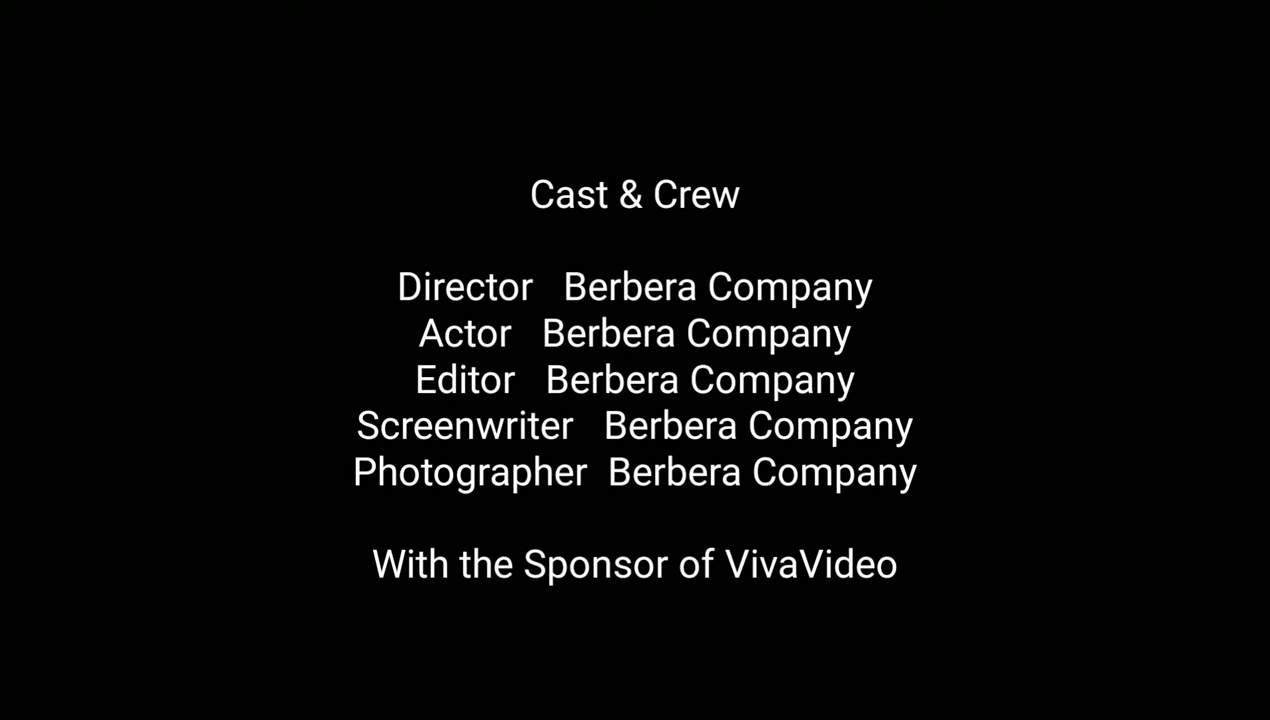 Cast & Crew
Director Berbera Company
Actor Berbera Company
Editor Berbera Company
Screenwriter Berbera Company
Photographer Berbera Company
With the Sponsor of VivaVideo